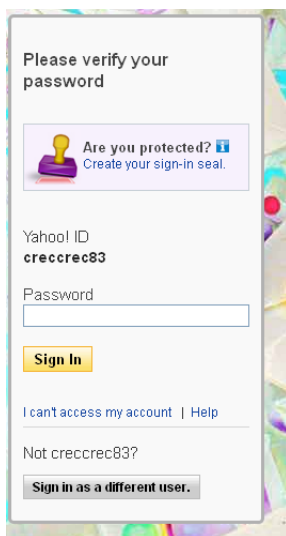 Please verify your
password
Are you protected? i
Create your sign-in seal.
Yahoo! ID
creccrec83
Password
Sign In
I can't access my account | Help
Not creccrec83?
Sign in as a different user.